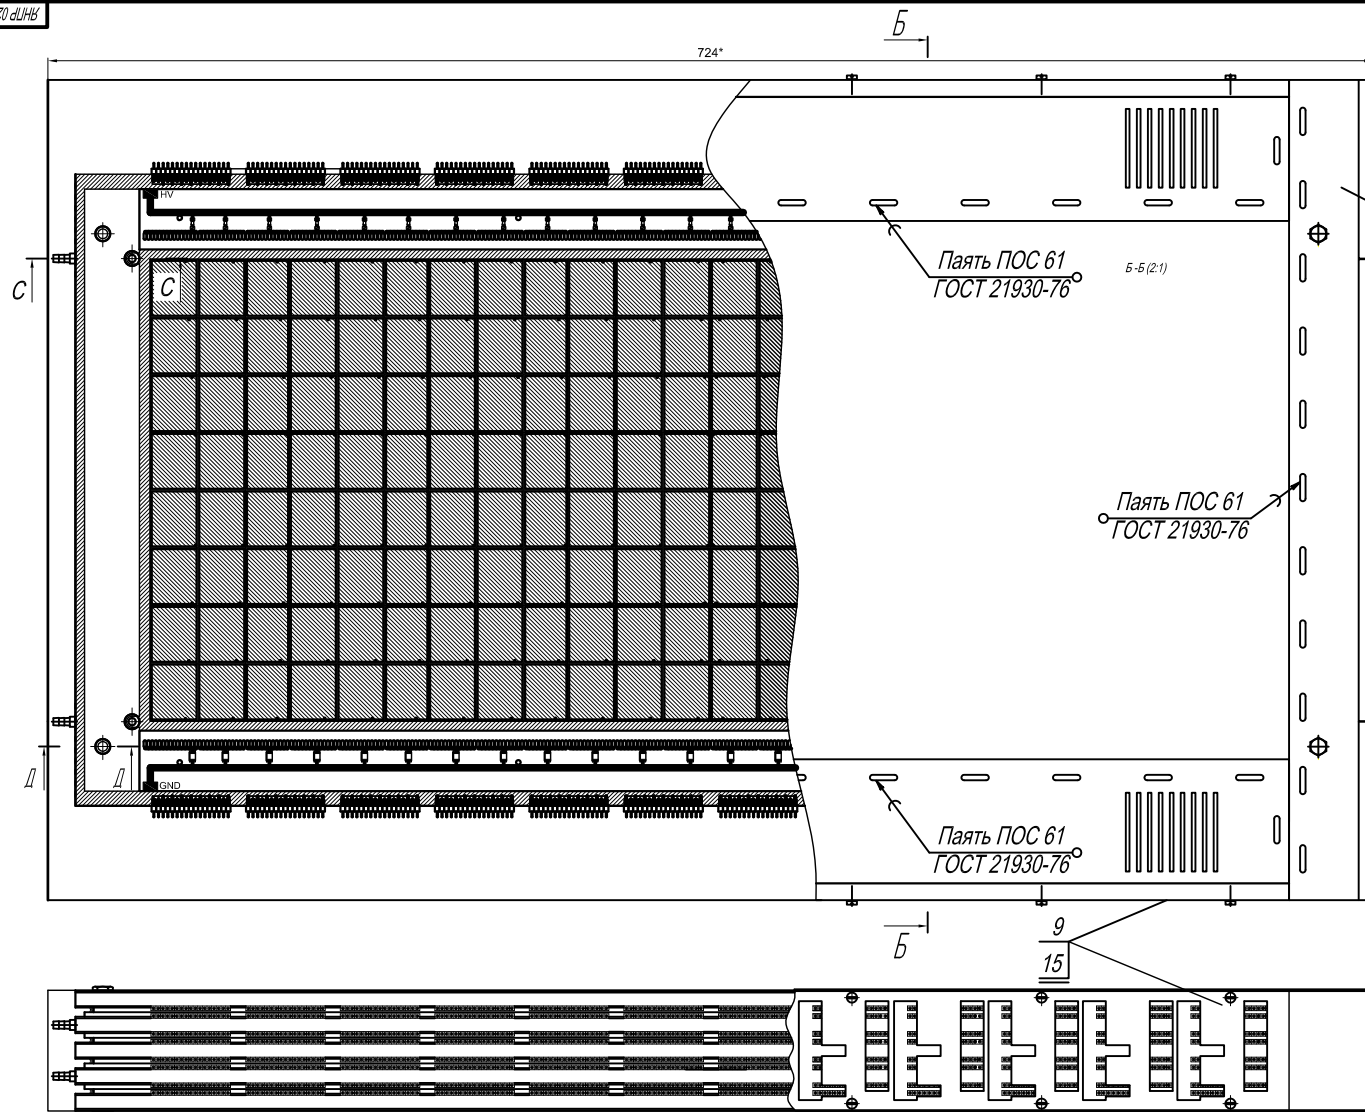 Б
724*
HV
Паять ПОС 61
ГОСТ 21930-76
Б-Б (2:1)
С
С
Паять ПОС 61
ГОСТ 21930-76
Д
Д
GND
Паять ПОС 61
ГОСТ 21930-76
Б
9
15